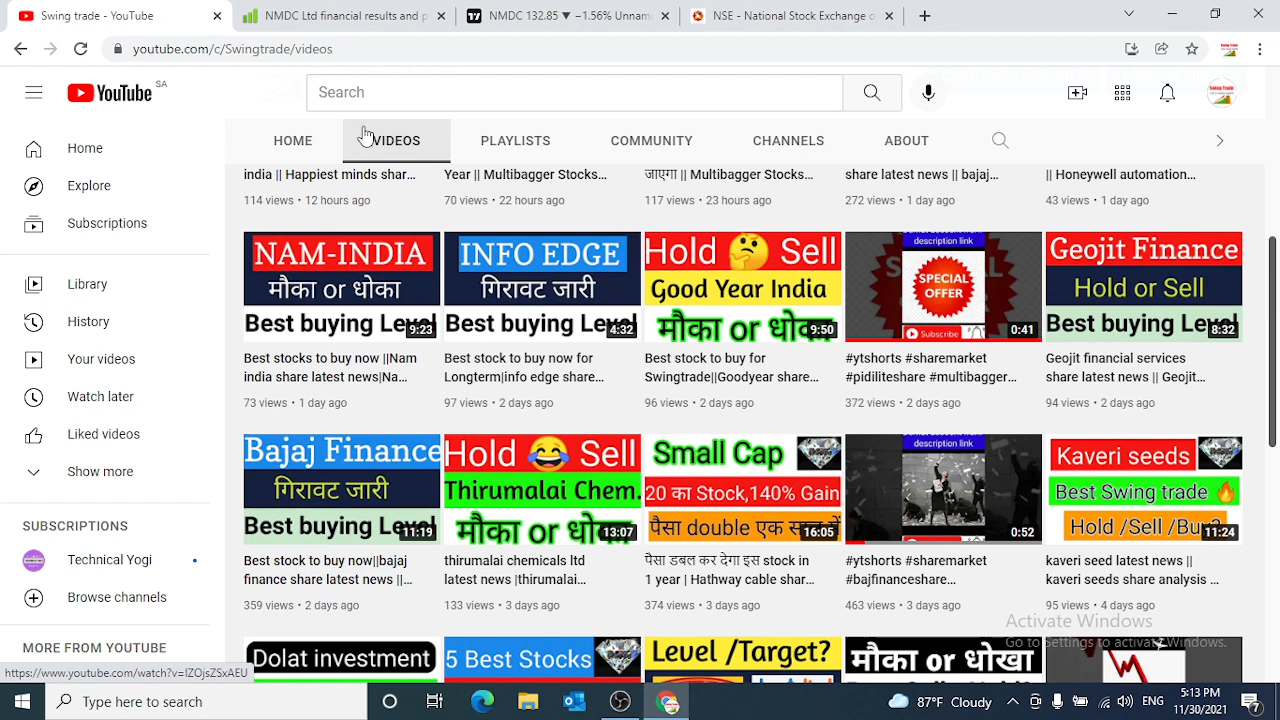 Swing trade - YouTube
NMDC Ltd financial results and p
NMDC 132.85 ▼ −1.56% Unnam
NSE - National Stock Exchange o
youtube.com/c/Swingtrade/videos
YouTube SA
Search
Home
Explore
Subscriptions
Library
History
Your videos
Watch later
Liked videos
Show more
SUBSCRIPTIONS
Technical Yogi
Browse channels
MORE FROM YOUTUBE
https://www.youtube.com/watch?v=IZOjsZSxAEU
HOME VIDEOS PLAYLISTS COMMUNITY CHANNELS ABOUT
india || Happiest minds shar...
114 views • 12 hours ago
Year || Multibagger Stocks...
70 views • 22 hours ago
जाएगा || Multibagger Stocks...
117 views • 23 hours ago
share latest news || bajaj...
272 views • 1 day ago
|| Honeywell automation...
43 views • 1 day ago
NAM-INDIA
मौका or धोका
Best buying Level
9:23
Best stocks to buy now ||Nam
india share latest news|Na...
73 views • 1 day ago
INFO EDGE
गिरावट जारी
Best buying Level
4:32
Best stock to buy now for
Longterm|info edge share...
97 views • 2 days ago
Hold 🤔 Sell
Good Year India
मौका or धोका
9:50
Best stock to buy for
Swingtrade||Goodyear share...
96 views • 2 days ago
description link
SPECIAL
OFFER
Subscribe
0:41
#ytshorts #sharemarket
#pidiliteshare #multibagger...
372 views • 2 days ago
Geojit Finance
Hold or Sell
Best buying Level
8:32
Geojit financial services
share latest news || Geojit...
94 views • 2 days ago
Bajaj Finance
गिरावट जारी
Best buying Level
11:19
Best stock to buy now||bajaj
finance share latest news ||...
359 views • 2 days ago
Hold 😂 Sell
Thirumalai Chem.
मौका or धोका
13:07
thirumalai chemicals ltd
latest news |thirumalai...
133 views • 3 days ago
Small Cap
20 का Stock,140% Gain
पैसा double एक साल में
16:05
पैसा डबल कर देगा इस stock in
1 year | Hathway cable shar...
374 views • 3 days ago
description link
0:52
#ytshorts #sharemarket
#bajfinanceshare...
463 views • 3 days ago
Kaveri seeds
Best Swing trade 🔥
Hold /Sell /Buy?
11:24
kaveri seed latest news ||
kaveri seeds share analysis ...
95 views • 4 days ago
Dolat investment
5 Best Stocks
Level /Target?
मौका or धोखा
Activate Windows
Go to Settings to activate Windows.
Type here to search
87°F Cloudy
ENG
5:13 PM
11/30/2021
7